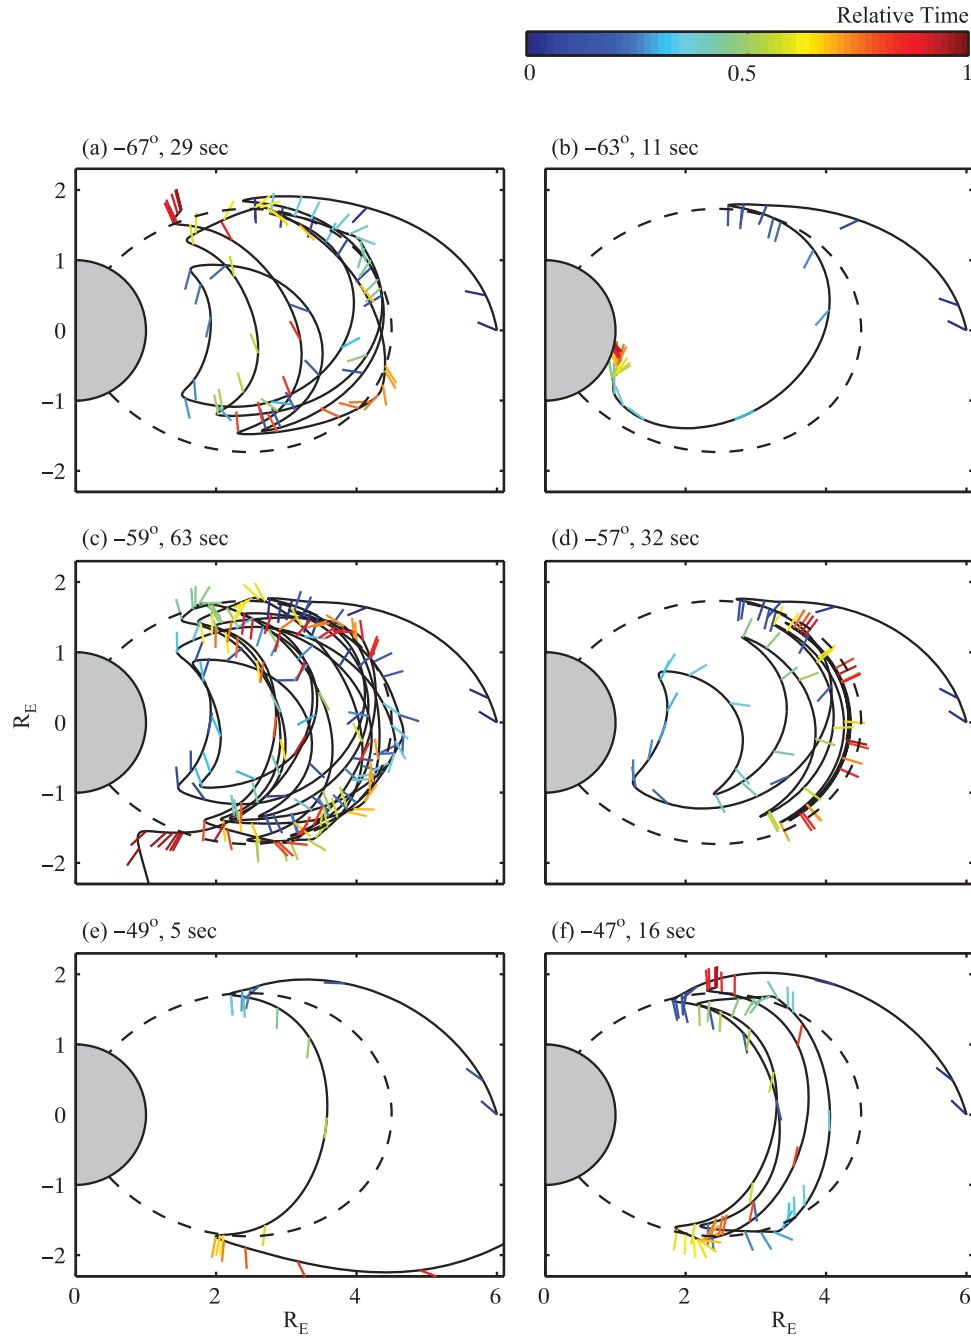 Relative Time
0 0.5 1
(a) −67°, 29 sec
(b) −63°, 11 sec
2
1
0
−1
−2
(c) −59°, 63 sec
(d) −57°, 32 sec
2
1
0
−1
−2
R_E
(e) −49°, 5 sec
(f) −47°, 16 sec
2
1
0
−1
−2
0 2 4 6
0 2 4 6
R_E
R_E